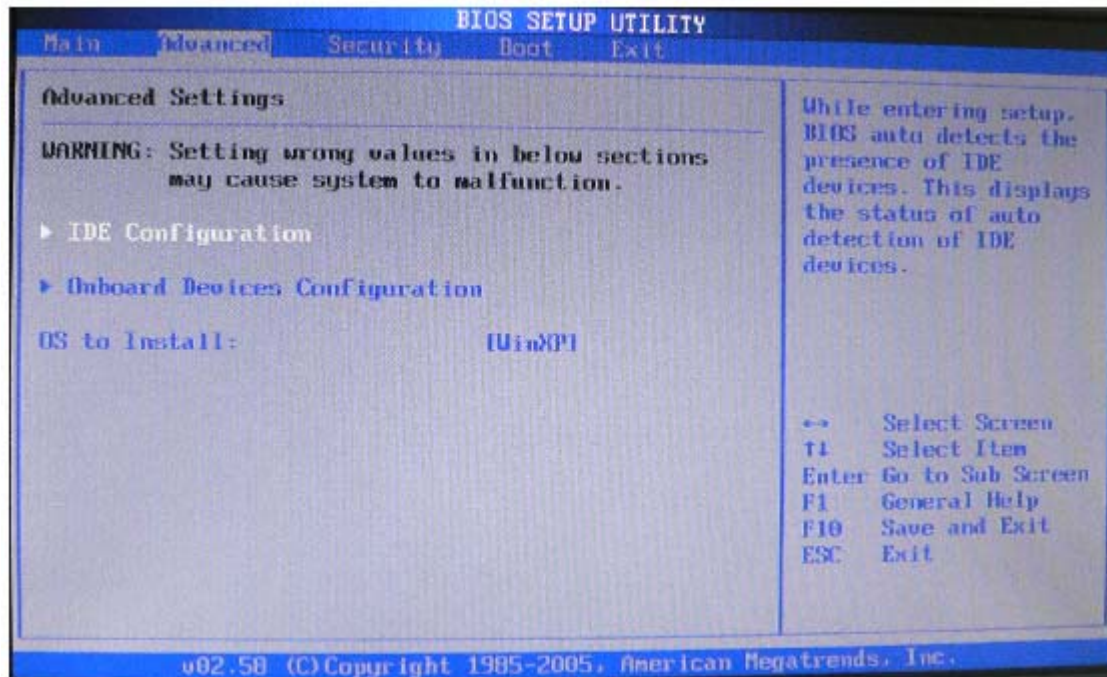 BIOS SETUP UTILITY
Main Advanced Security Boot Exit
Advanced Settings
WARNING: Setting wrong values in below sections
may cause system to malfunction.
▶ IDE Configuration
▶ Onboard Devices Configuration
OS to Install: [WinXP]
While entering setup,
BIOS auto detects the
presence of IDE
devices. This displays
the status of auto
detection of IDE
devices.
↔ Select Screen
↑↓ Select Item
Enter Go to Sub Screen
F1 General Help
F10 Save and Exit
ESC Exit
v02.58 (C)Copyright 1985-2005, American Megatrends, Inc.